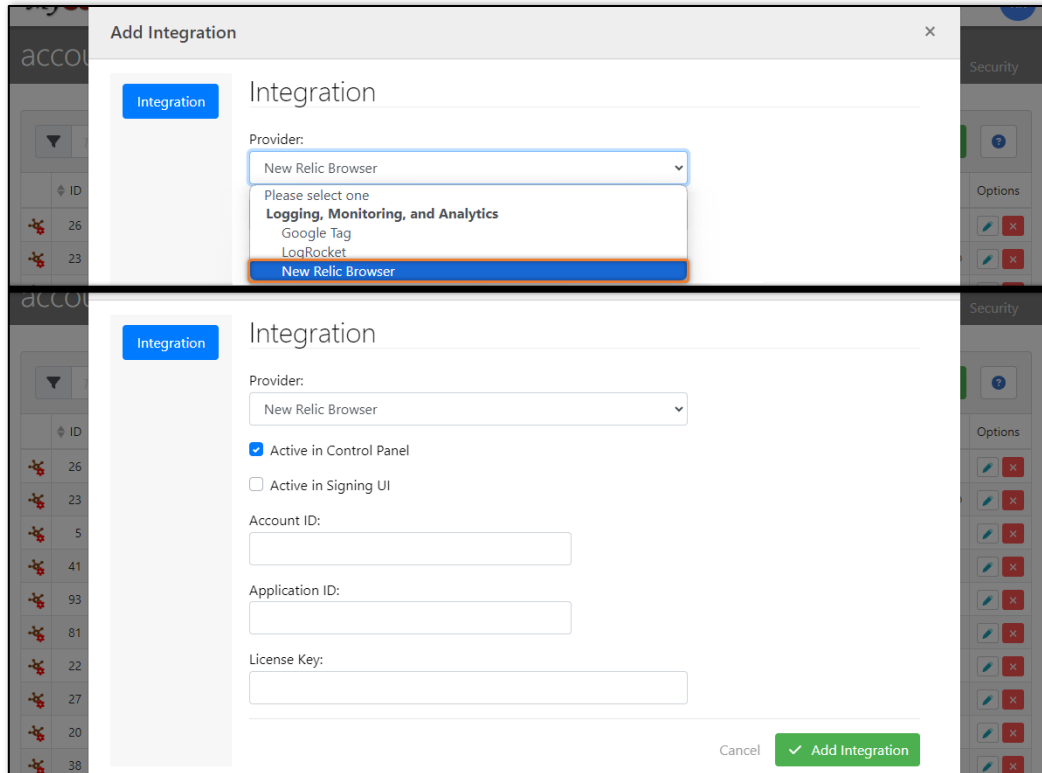 Add Integration ×
accou
Security
Integration
Integration
Provider:
New Relic Browser
Please select one
Logging, Monitoring, and Analytics
Google Tag
LogRocket
New Relic Browser
ID
Options
26
23
accou
Security
Integration
Integration
Provider:
New Relic Browser
ID
Options
Active in Control Panel
Active in Signing UI
Account ID:
Application ID:
License Key:
26
23
5
41
93
81
22
27
20
38
Cancel
Add Integration